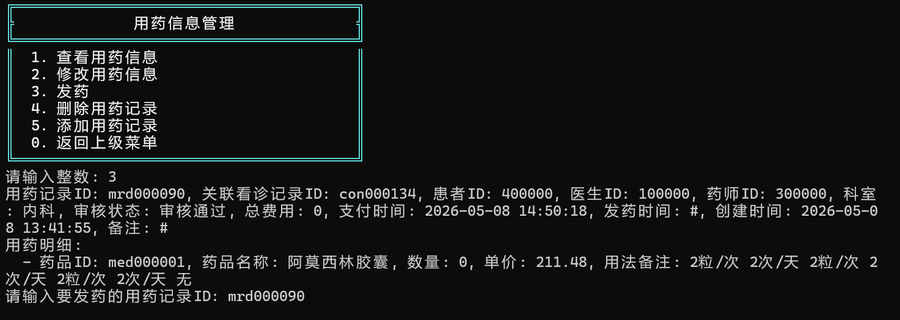 用药信息管理
1. 查看用药信息
2. 修改用药信息
3. 发药
4. 删除用药记录
5. 添加用药记录
0. 返回上级菜单
请输入整数: 3
用药记录ID: mrd000090, 关联看诊记录ID: con000134, 患者ID: 400000, 医生ID: 100000, 药师ID: 300000, 科室
: 内科, 审核状态: 审核通过, 总费用: 0, 支付时间: 2026-05-08 14:50:18, 发药时间: #, 创建时间: 2026-05-0
8 13:41:55, 备注: #
用药明细:
- 药品ID: med000001, 药品名称: 阿莫西林胶囊, 数量: 0, 单价: 211.48, 用法备注: 2粒/次 2次/天 2粒/次 2
次/天 2粒/次 2次/天 无
请输入要发药的用药记录ID: mrd000090